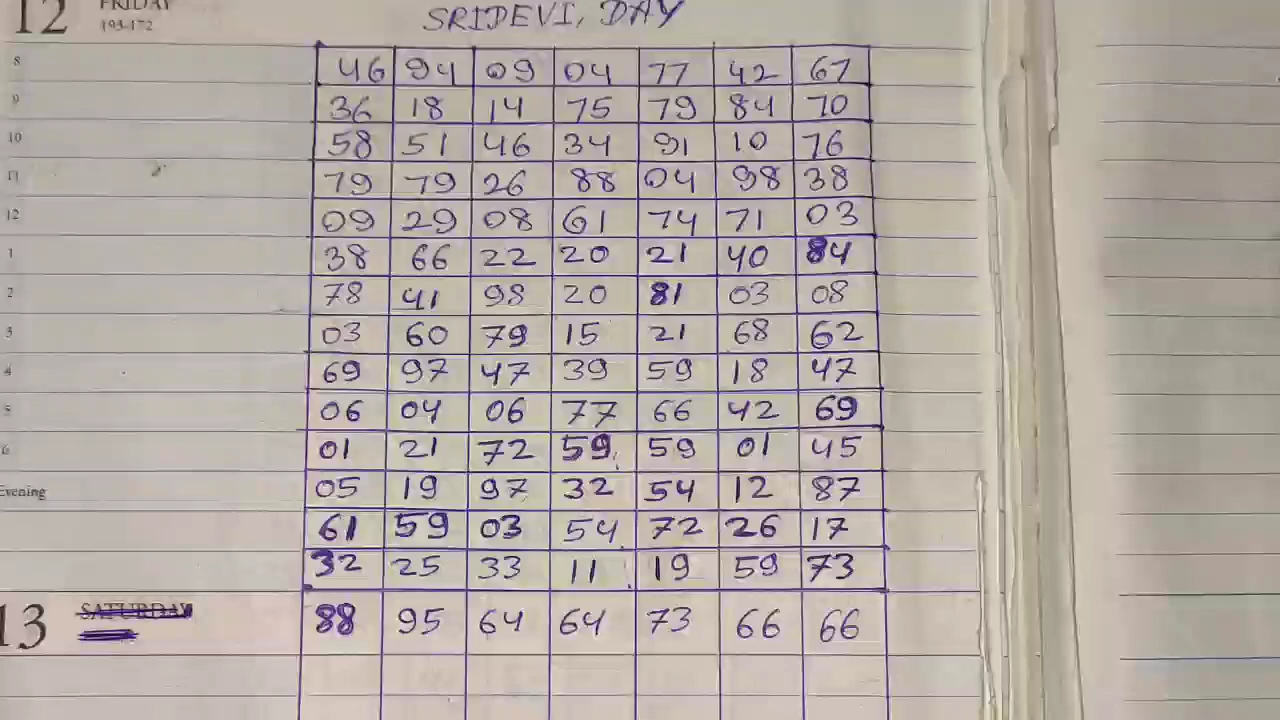 12 FRIDAY
193-172
SRIDEVI, DAY
8 46 94 09 04 77 42 67
9 36 18 14 75 79 84 70
10 58 51 46 34 91 10 76
11 79 79 26 88 04 98 38
12 09 29 08 61 74 71 03
1 38 66 22 20 21 40 84
2 78 41 98 20 81 03 08
3 03 60 79 15 21 68 62
4 69 97 47 39 59 18 47
5 06 04 06 77 66 42 69
6 01 21 72 59 59 01 45
Evening 05 19 97 32 54 12 87
61 59 03 54 72 26 17
32 25 33 11 19 59 73
13 SATURDAY 88 95 64 64 73 66 66